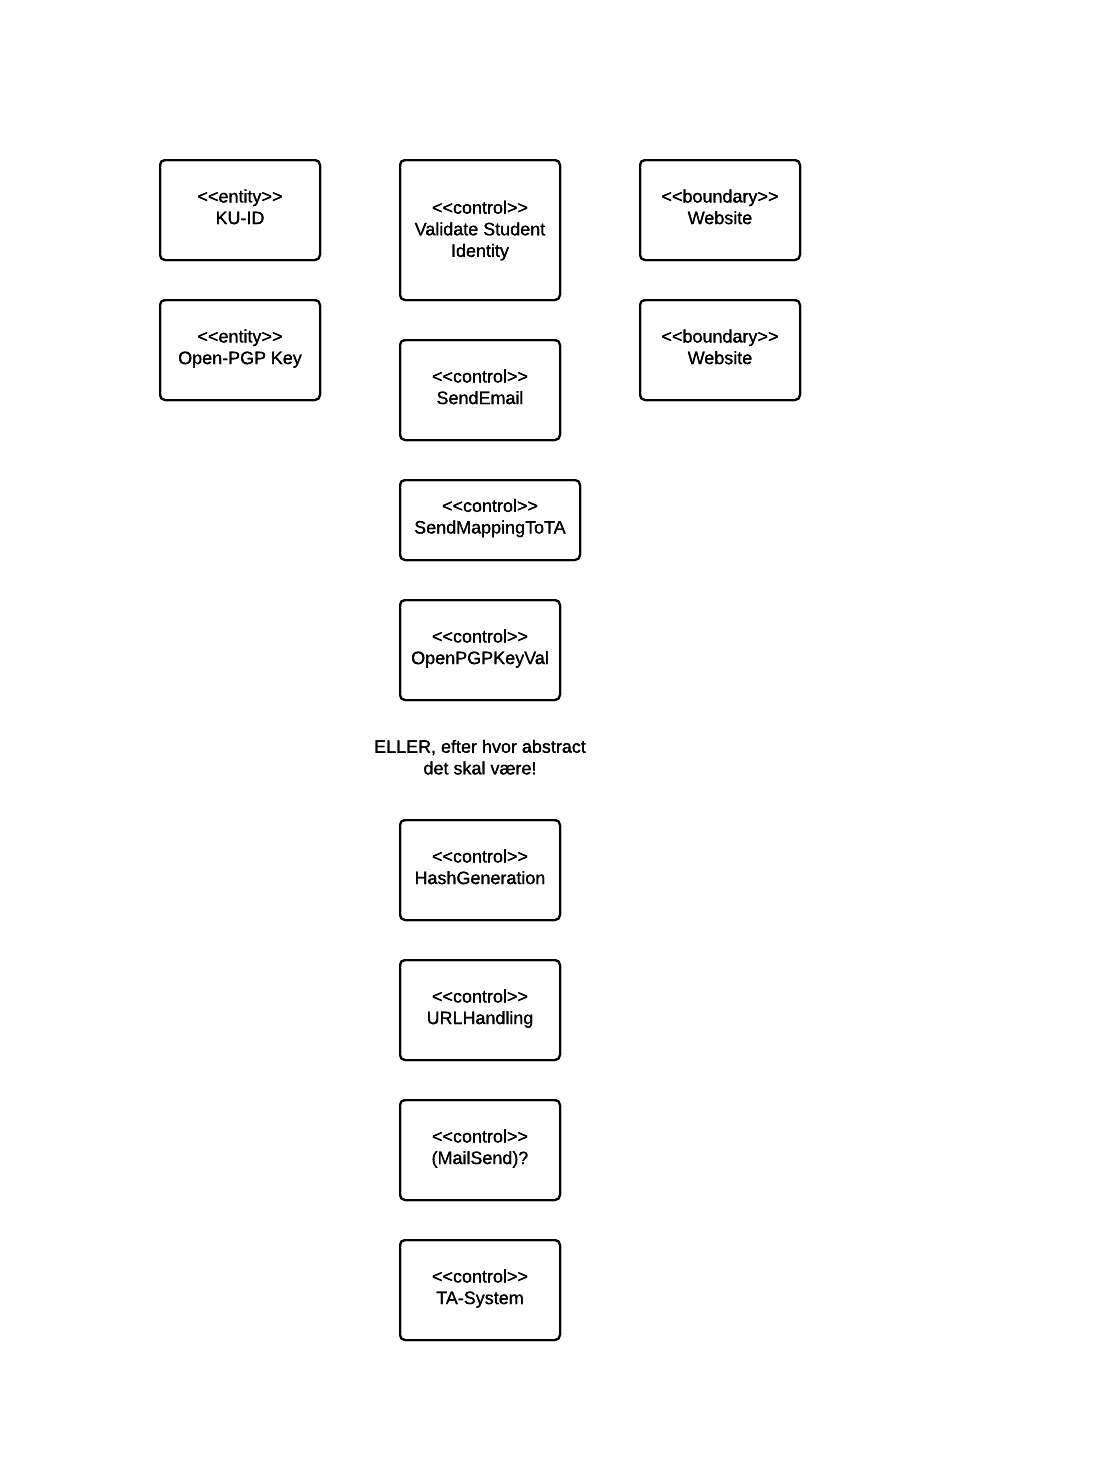 <<entity>>
KU-ID
<<entity>>
Open-PGP Key
<<control>>
Validate Student
Identity
<<control>>
SendEmail
<<control>>
SendMappingToTA
<<control>>
OpenPGPKeyVal
ELLER, efter hvor abstract
det skal være!
<<control>>
HashGeneration
<<control>>
URLHandling
<<control>>
(MailSend)?
<<control>>
TA-System
<<boundary>>
Website
<<boundary>>
Website